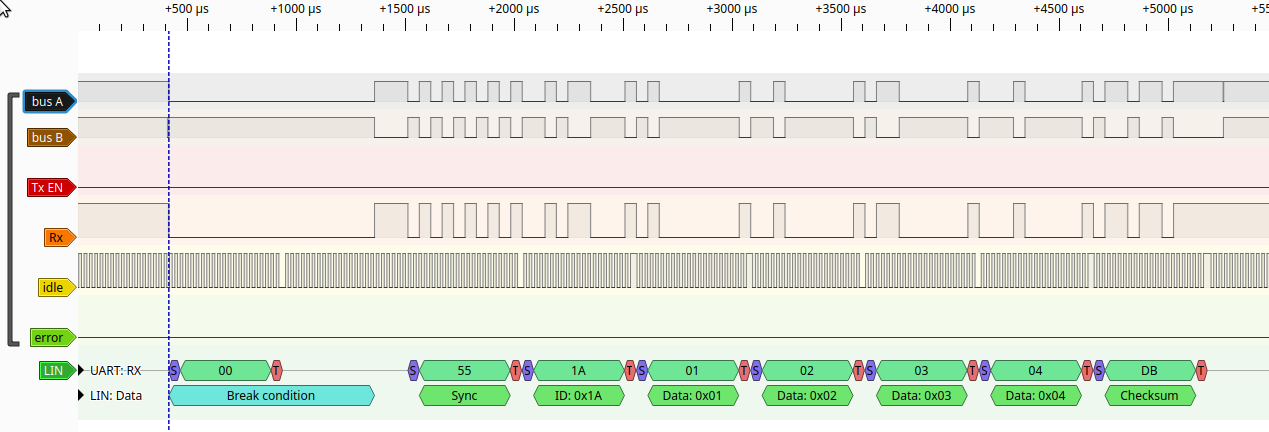 +500 µs +1000 µs +1500 µs +2000 µs +2500 µs +3000 µs +3500 µs +4000 µs +4500 µs +5000 µs +55
bus A
bus B
Tx EN
Rx
idle
error
LIN UART: RX S 00 T S 55 T S 1A T S 01 T S 02 T S 03 T S 04 T S DB T
LIN: Data Break condition Sync ID: 0x1A Data: 0x01 Data: 0x02 Data: 0x03 Data: 0x04 Checksum